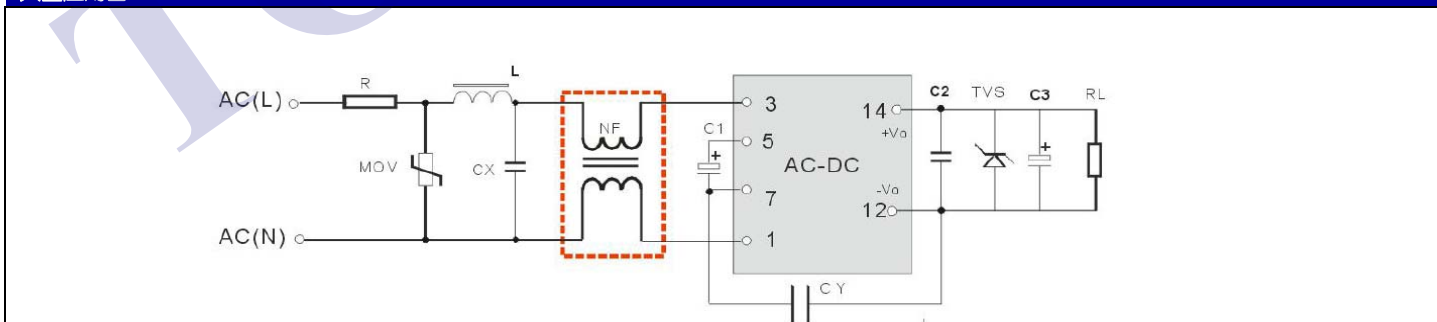 L
R
AC(L)
3
C2 TVS C3 RL
14
+Vo
NF
C1
5
MOV
CX
AC-DC
7
-Vo
12
AC(N)
1
CY